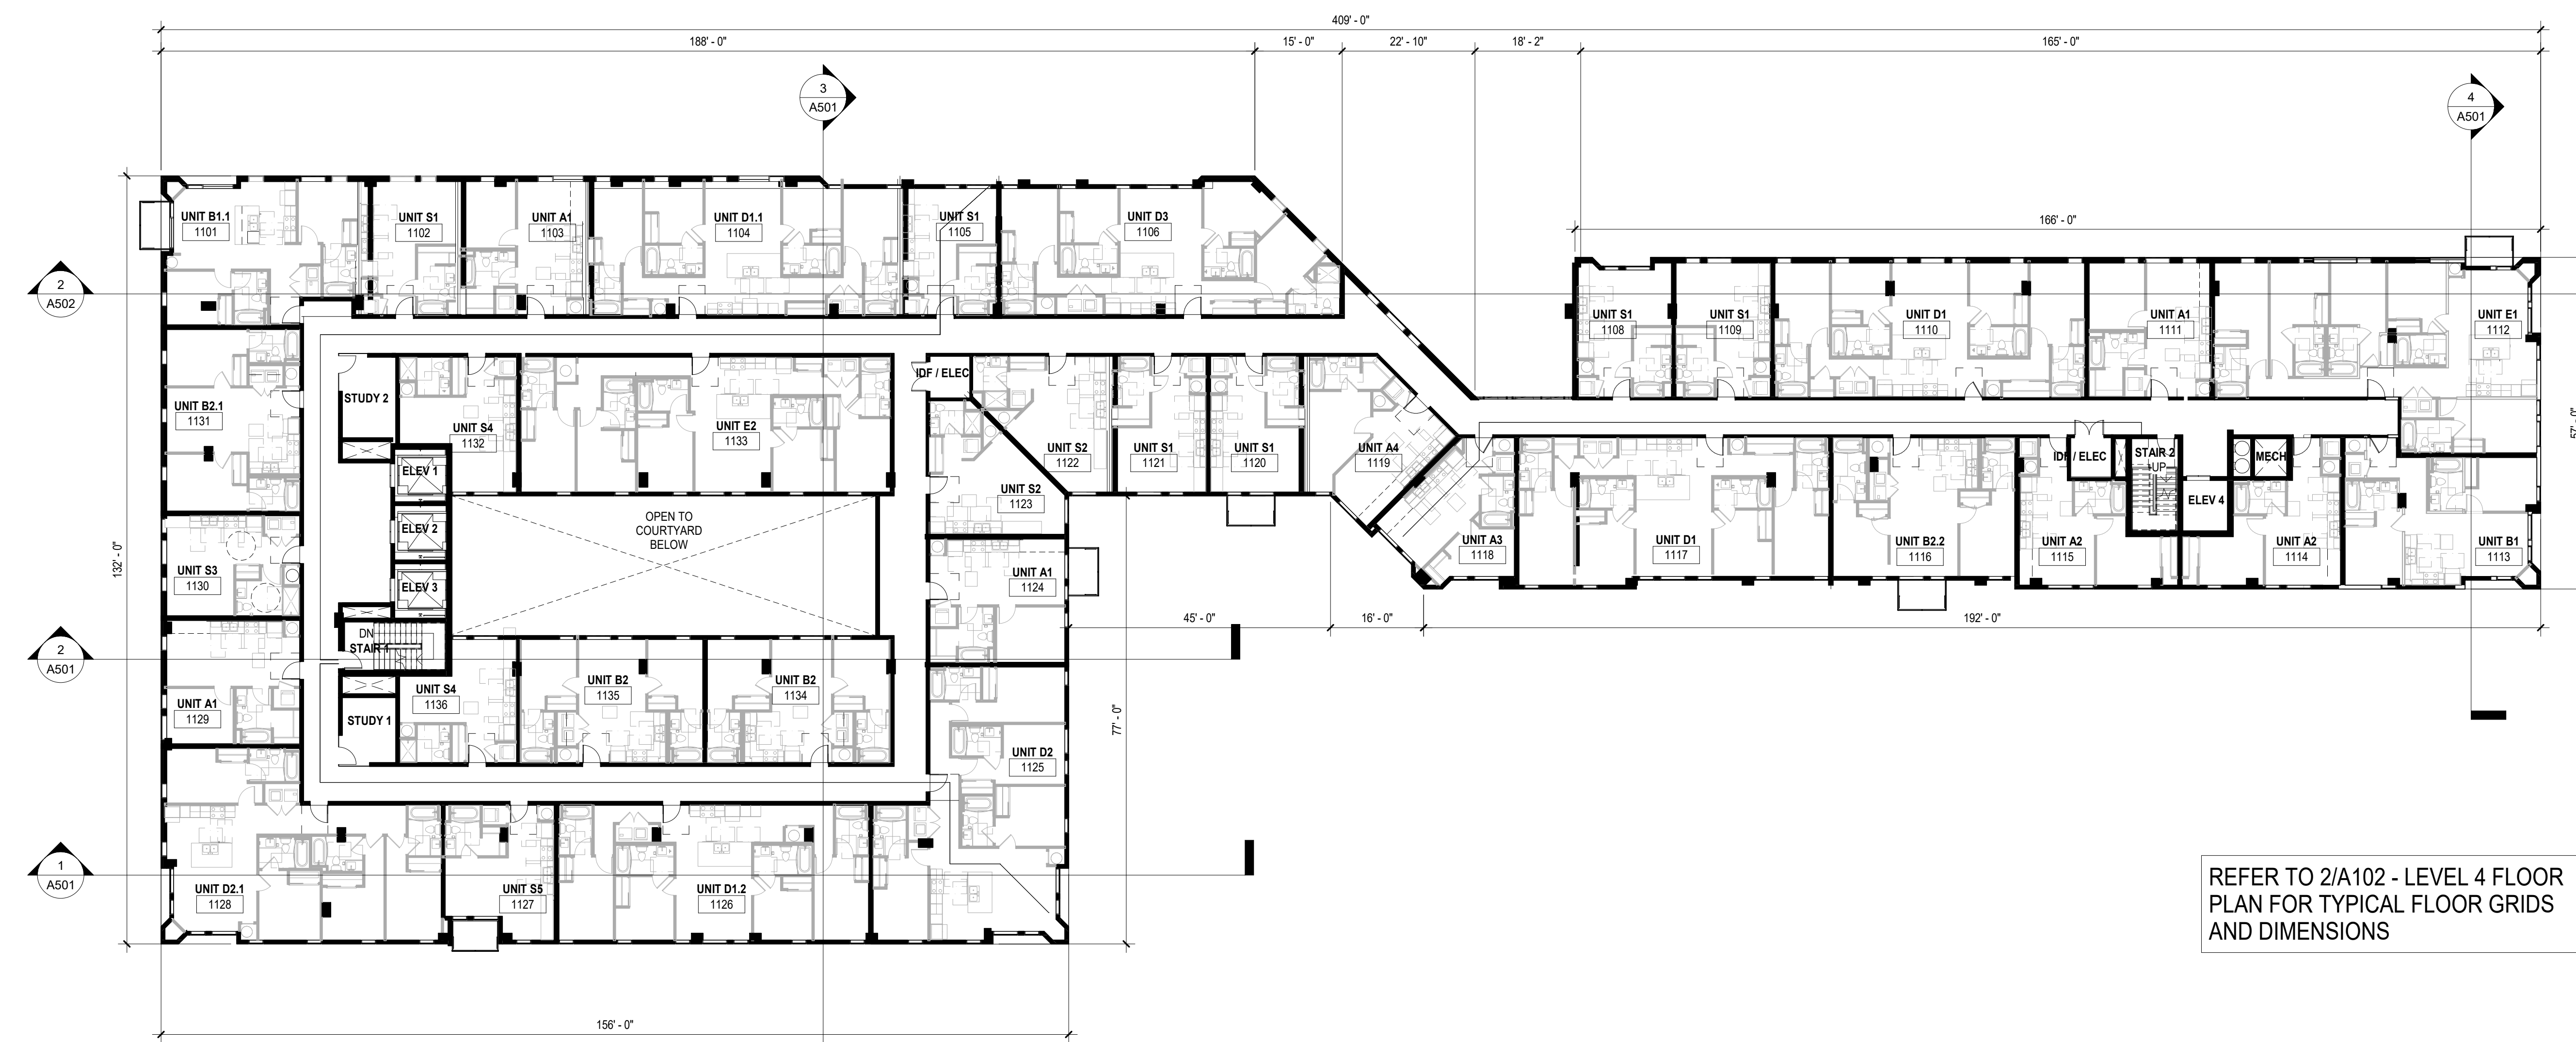 409' - 0"
188' - 0"
15' - 0"
22' - 10"
18' - 2"
165' - 0"
3
A501
4
A501
166' - 0"
UNIT B1.1
1101
UNIT S1
1102
UNIT A1
1103
UNIT D1.1
1104
UNIT S1
1105
UNIT D3
1106
2
A502
UNIT S1
1108
UNIT S1
1109
UNIT D1
1110
UNIT A1
1111
UNIT E1
1112
IDF / ELEC
STUDY 2
UNIT B2.1
1131
UNIT S4
1132
UNIT E2
1133
UNIT S2
1122
UNIT S1
1121
UNIT S1
1120
UNIT A4
1119
57' - 0"
ELEV 1
IDF / ELEC
STAIR 2
UP
MECH
ELEV 4
UNIT S2
1123
OPEN TO
COURTYARD
BELOW
ELEV 2
132' - 0"
UNIT A3
1118
UNIT D1
1117
UNIT B2.2
1116
UNIT A2
1115
UNIT A2
1114
UNIT B1
1113
UNIT S3
1130
ELEV 3
UNIT A1
1124
45' - 0"
16' - 0"
192' - 0"
DN
STAIR 1
2
A501
UNIT A1
1129
STUDY 1
UNIT S4
1136
UNIT B2
1135
UNIT B2
1134
77' - 0"
UNIT D2
1125
1
A501
UNIT D2.1
1128
UNIT S5
1127
UNIT D1.2
1126
REFER TO 2/A102 - LEVEL 4 FLOOR
PLAN FOR TYPICAL FLOOR GRIDS
AND DIMENSIONS
156' - 0"